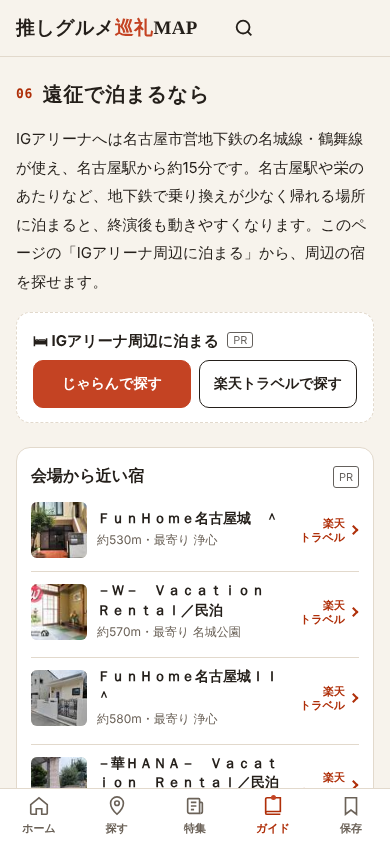 推しグルメ巡礼MAP
06 遠征で泊まるなら
IGアリーナへは名古屋市営地下鉄の名城線・鶴舞線
が使え、名古屋駅から約15分です。名古屋駅や栄の
あたりなど、地下鉄で乗り換えが少なく帰れる場所
に泊まると、終演後も動きやすくなります。このペ
ージの「IGアリーナ周辺に泊まる」から、周辺の宿
を探せます。
IGアリーナ周辺に泊まる PR
じゃらんで探す 楽天トラベルで探す
会場から近い宿 PR
ＦｕｎＨｏｍｅ名古屋城　＾
約530m・最寄り 浄心
楽天
トラベル
－Ｗ－　Ｖａｃａｔｉｏｎ
Ｒｅｎｔａｌ／民泊
約570m・最寄り 名城公園
楽天
トラベル
ＦｕｎＨｏｍｅ名古屋城ＩＩ
＾
約580m・最寄り 浄心
楽天
トラベル
－華ＨＡＮＡ－　Ｖａｃａｔ
ｉｏｎ　Ｒｅｎｔａｌ／民泊
楽天
ホーム 探す 特集 ガイド 保存